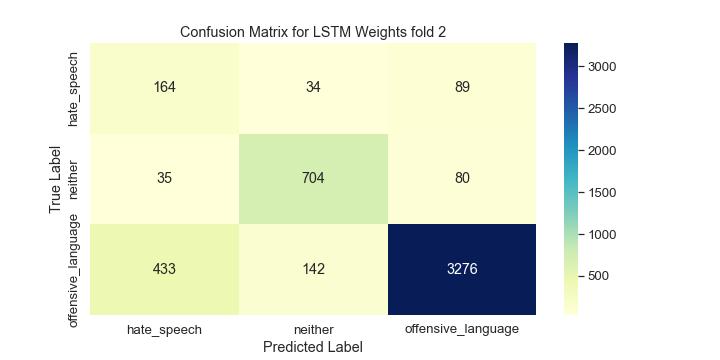 Confusion Matrix for LSTM Weights fold 2
True Label
hate_speech
164 34 89
neither
35 704 80
offensive_language
433 142 3276
hate_speech neither offensive_language
Predicted Label
3000
2500
2000
1500
1000
500